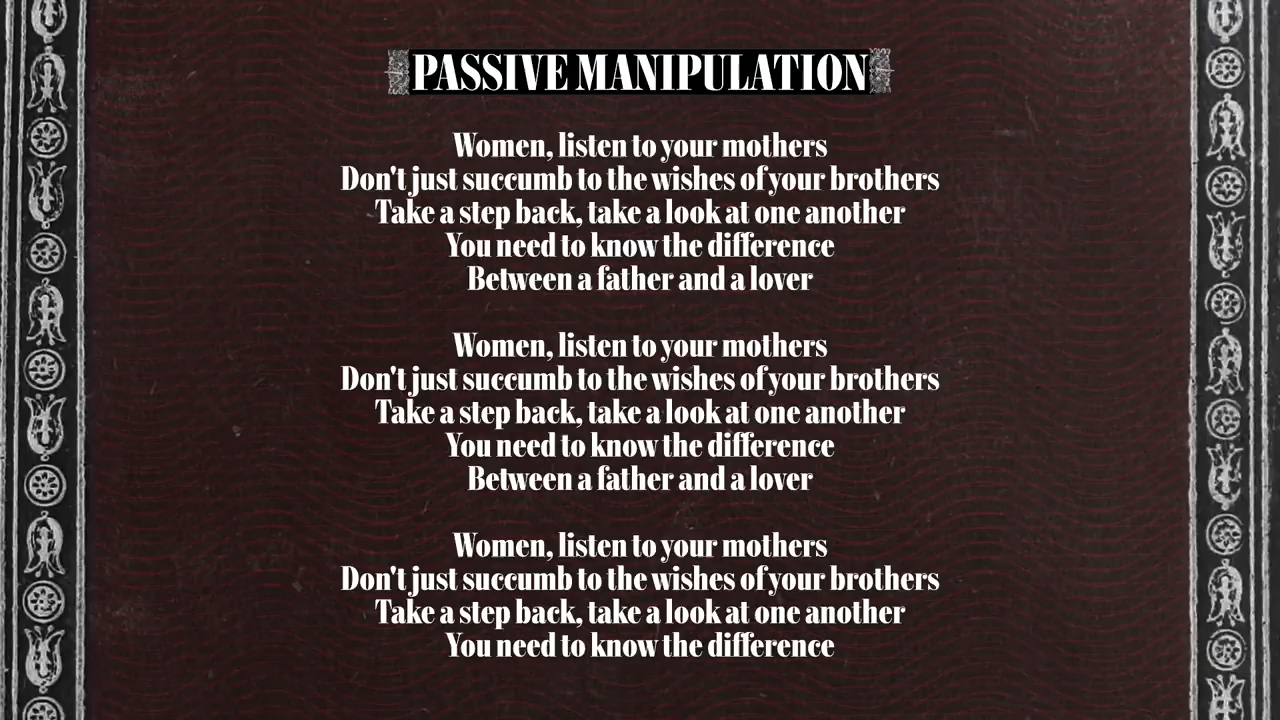 PASSIVE MANIPULATION
Women, listen to your mothers
Don't just succumb to the wishes of your brothers
Take a step back, take a look at one another
You need to know the difference
Between a father and a lover
Women, listen to your mothers
Don't just succumb to the wishes of your brothers
Take a step back, take a look at one another
You need to know the difference
Between a father and a lover
Women, listen to your mothers
Don't just succumb to the wishes of your brothers
Take a step back, take a look at one another
You need to know the difference